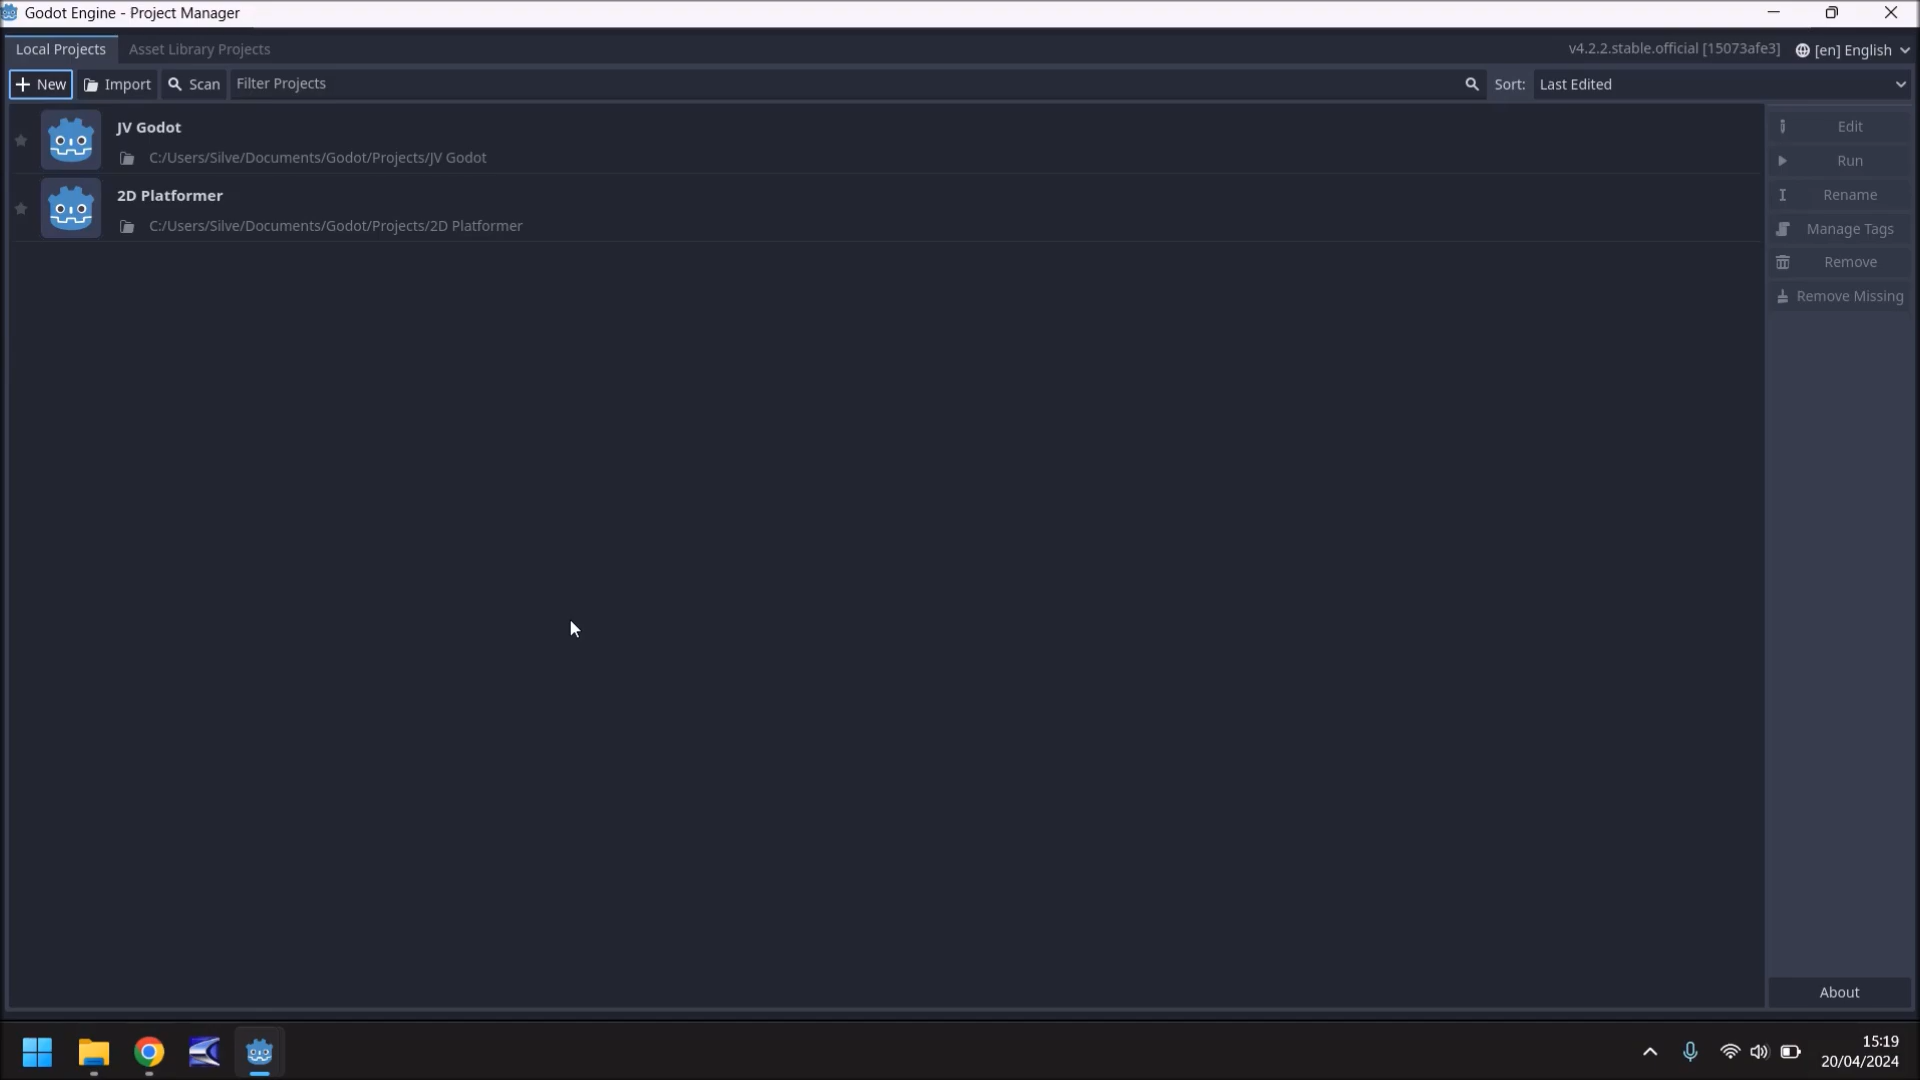 Godot Engine - Project Manager
Local Projects
Asset Library Projects
v4.2.2.stable.official [15073afe3]
[en] English
New
Import
Scan
Filter Projects
Sort:
Last Edited
JV Godot
C:/Users/Silve/Documents/Godot/Projects/JV Godot
2D Platformer
C:/Users/Silve/Documents/Godot/Projects/2D Platformer
Edit
Run
Rename
Manage Tags
Remove
Remove Missing
About
15:19
20/04/2024